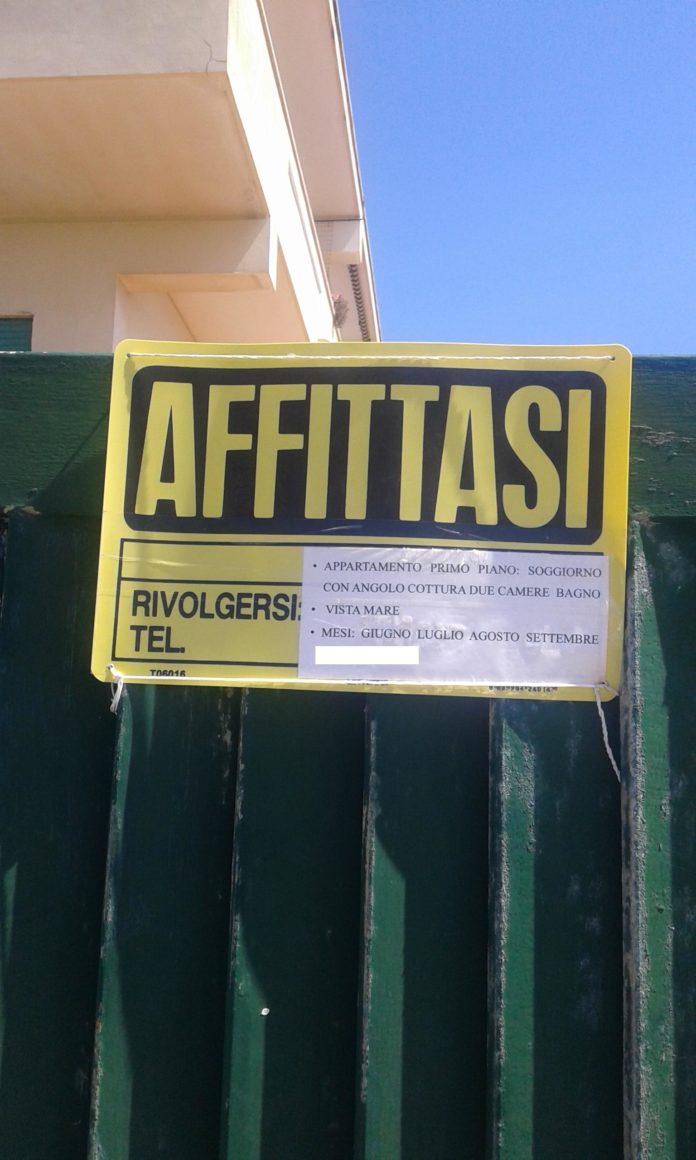 AFFITTASI
RIVOLGERSI:
TEL.
• APPARTAMENTO PRIMO PIANO: SOGGIORNO
CON ANGOLO COTTURA DUE CAMERE BAGNO
• VISTA MARE
• MESI: GIUGNO LUGLIO AGOSTO SETTEMBRE
T06016